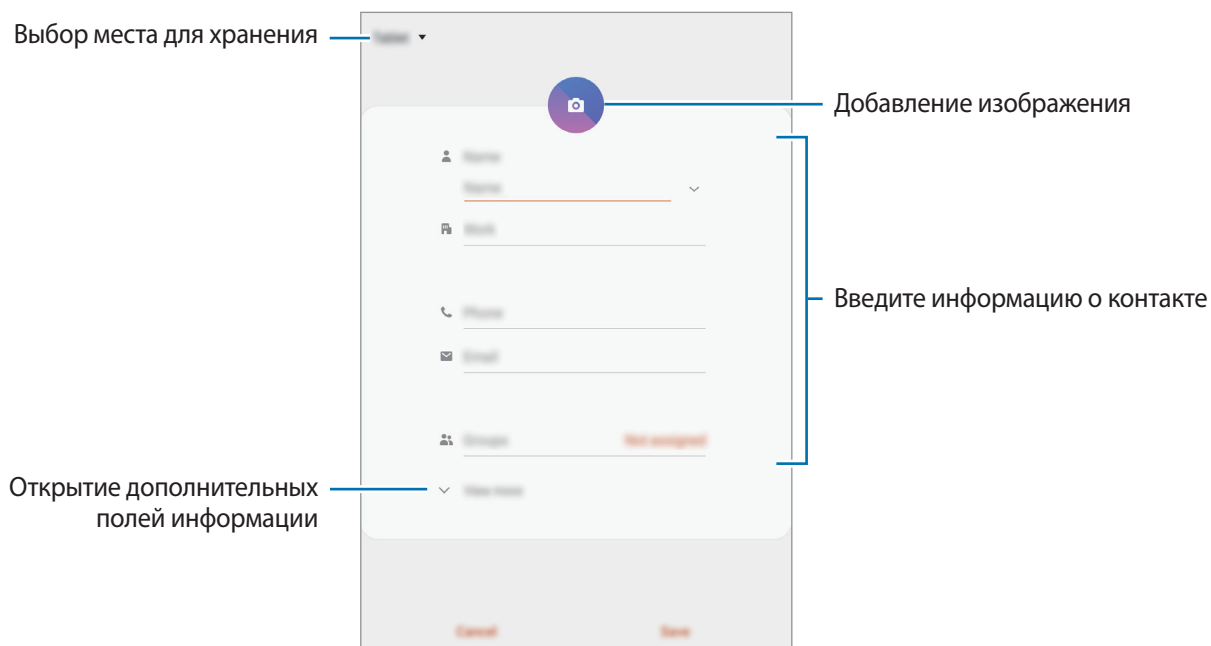 Выбор места для хранения
Tablet
Добавление изображения
Name
Name
Work
Введите информацию о контакте
Phone
Email
Groups Not assigned
Открытие дополнительных
полей информации
View more
Cancel Save